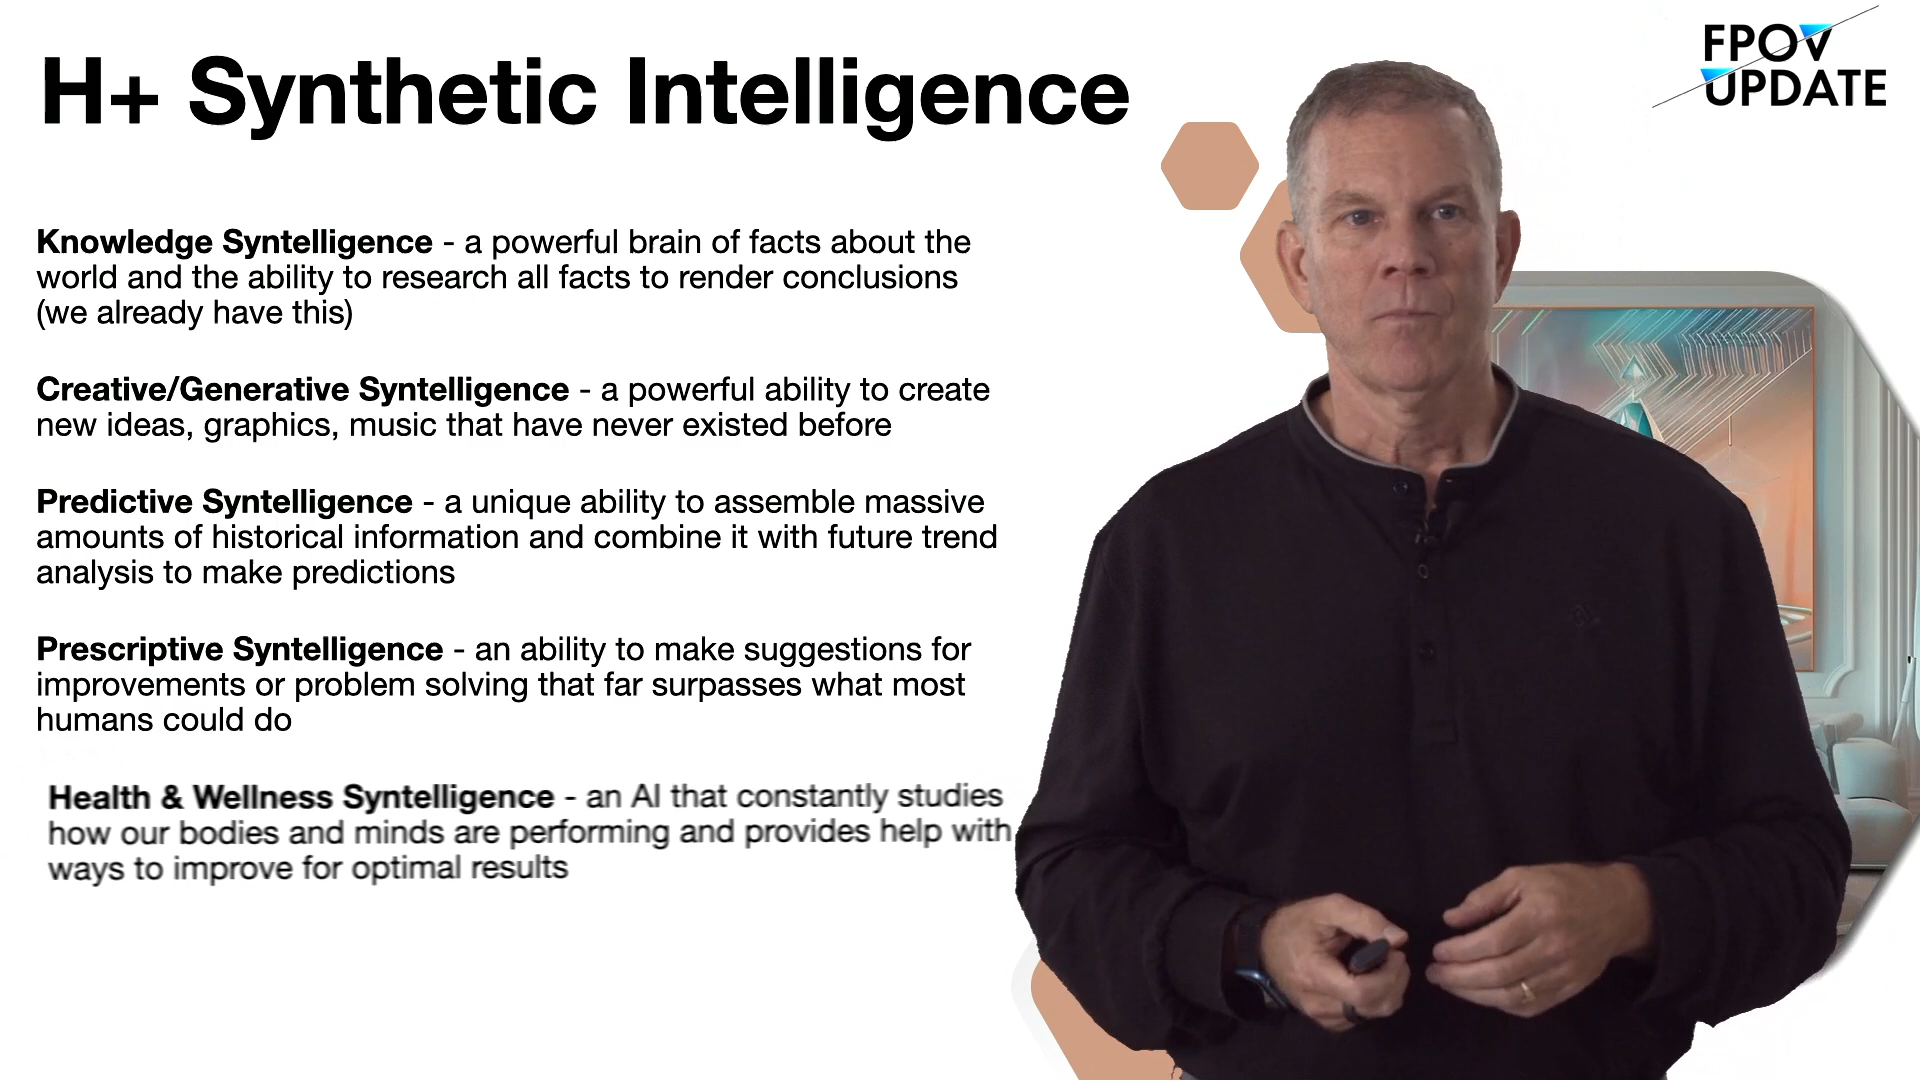 H+ Synthetic Intelligence
FPOV
UPDATE
Knowledge Syntelligence - a powerful brain of facts about the
world and the ability to research all facts to render conclusions
(we already have this)
Creative/Generative Syntelligence - a powerful ability to create
new ideas, graphics, music that have never existed before
Predictive Syntelligence - a unique ability to assemble massive
amounts of historical information and combine it with future trend
analysis to make predictions
Prescriptive Syntelligence - an ability to make suggestions for
improvements or problem solving that far surpasses what most
humans could do
Health & Wellness Syntelligence - an AI that constantly studies
how our bodies and minds are performing and provides help with
ways to improve for optimal results